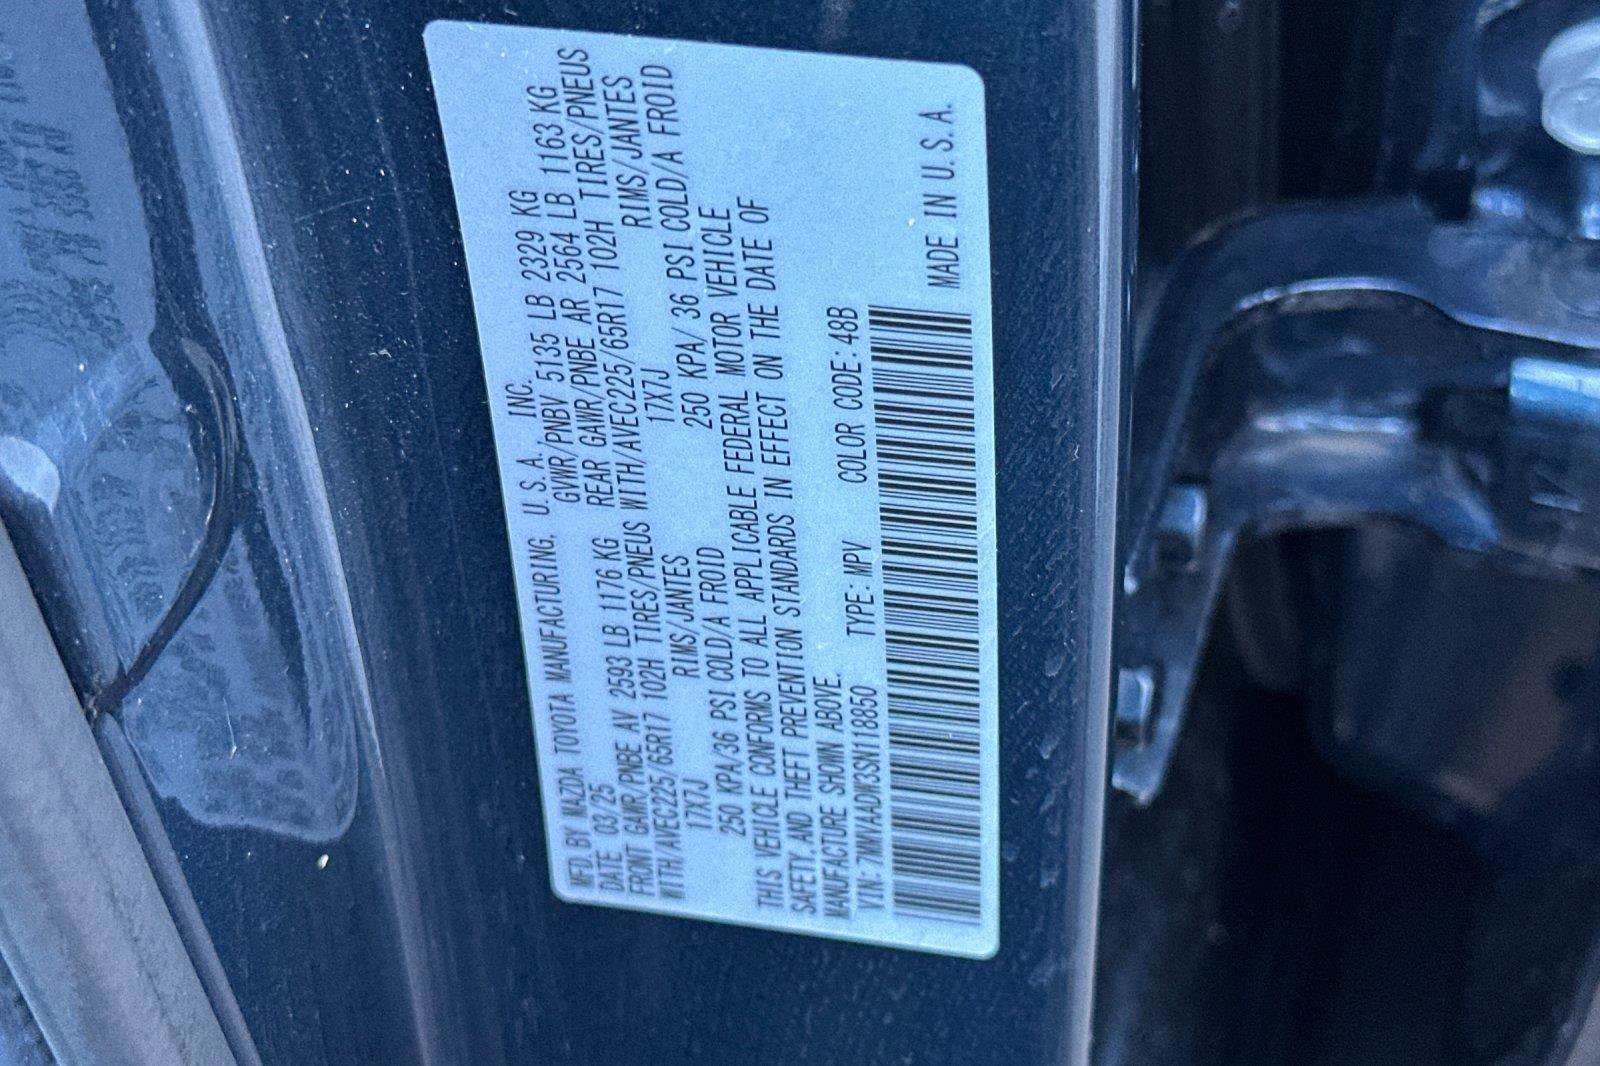 MFD. BY MAZDA TOYOTA MANUFACTURING, U.S.A. INC.
DATE 03/25 GVWR/PNBV 5135 LB 2329 KG
FRONT GAWR/PNBE AV 2593 LB 1176 KG REAR GAWR/PNBE AR 2564 LB 1163 KG
WITH/AVEC225/65R17 102H TIRES/PNEUS WITH/AVEC225/65R17 102H TIRES/PNEUS
17X7J RIMS/JANTES 17X7J RIMS/JANTES
250 KPA/36 PSI COLD/A FROID 250 KPA/ 36 PSI COLD/A FROID
THIS VEHICLE CONFORMS TO ALL APPLICABLE FEDERAL MOTOR VEHICLE
SAFETY, AND THEFT PREVENTION STANDARDS IN EFFECT ON THE DATE OF
MANUFACTURE SHOWN ABOVE.
VIN: 7MMVAADW3SN118850 TYPE: MPV COLOR CODE: 48B
MADE IN U.S.A.